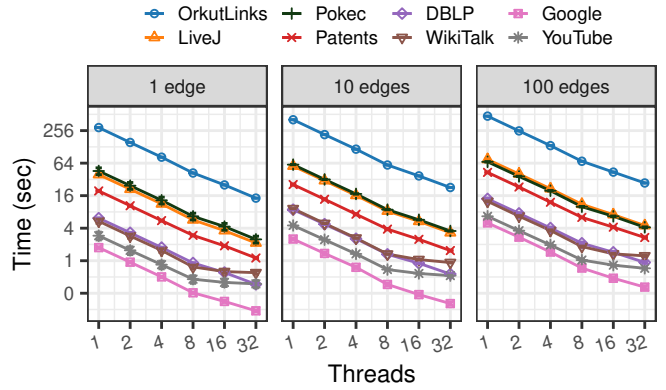 OrkutLinks Pokec DBLP Google
LiveJ Patents WikiTalk YouTube
1 edge 10 edges 100 edges
Time (sec)
256
64
16
4
1
0
1 2 4 8 16 32 1 2 4 8 16 32 1 2 4 8 16 32
Threads